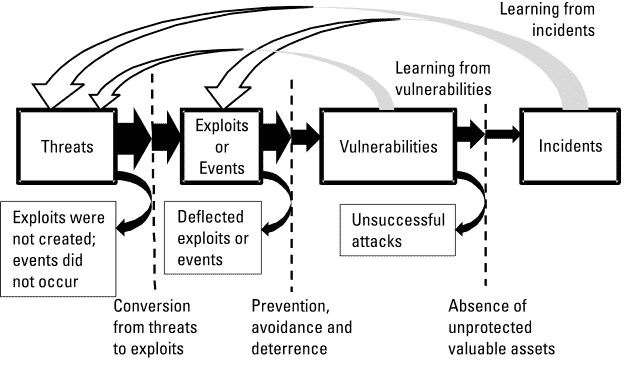 Learning from
incidents
Learning from
vulnerabilities
Threats
Exploits
or
Events
Vulnerabilities
Incidents
Exploits were
not created;
events did
not occur
Deflected
exploits or
events
Unsuccessful
attacks
Conversion
from threats
to exploits
Prevention,
avoidance and
deterrence
Absence of
unprotected
valuable assets